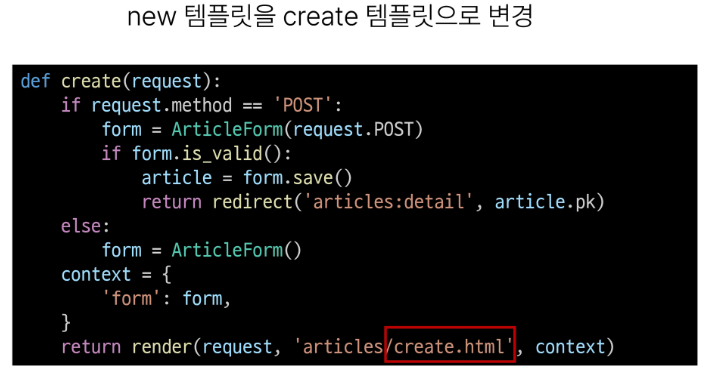 new 템플릿을 create 템플릿으로 변경
def create(request):
    if request.method == 'POST':
        form = ArticleForm(request.POST)
        if form.is_valid():
            article = form.save()
            return redirect('articles:detail', article.pk)
    else:
        form = ArticleForm()
    context = {
        'form': form,
    }
    return render(request, 'articles/create.html', context)